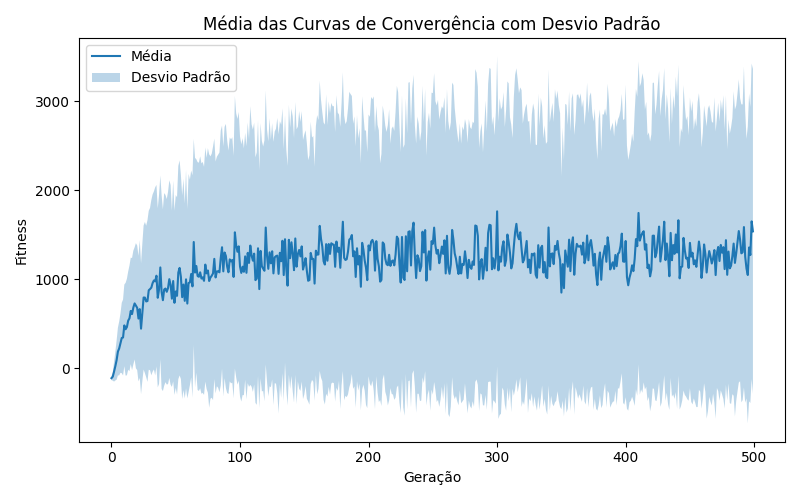 Média das Curvas de Convergência com Desvio Padrão
Média
Desvio Padrão
Fitness
3000
2000
1000
0
0 100 200 300 400 500
Geração